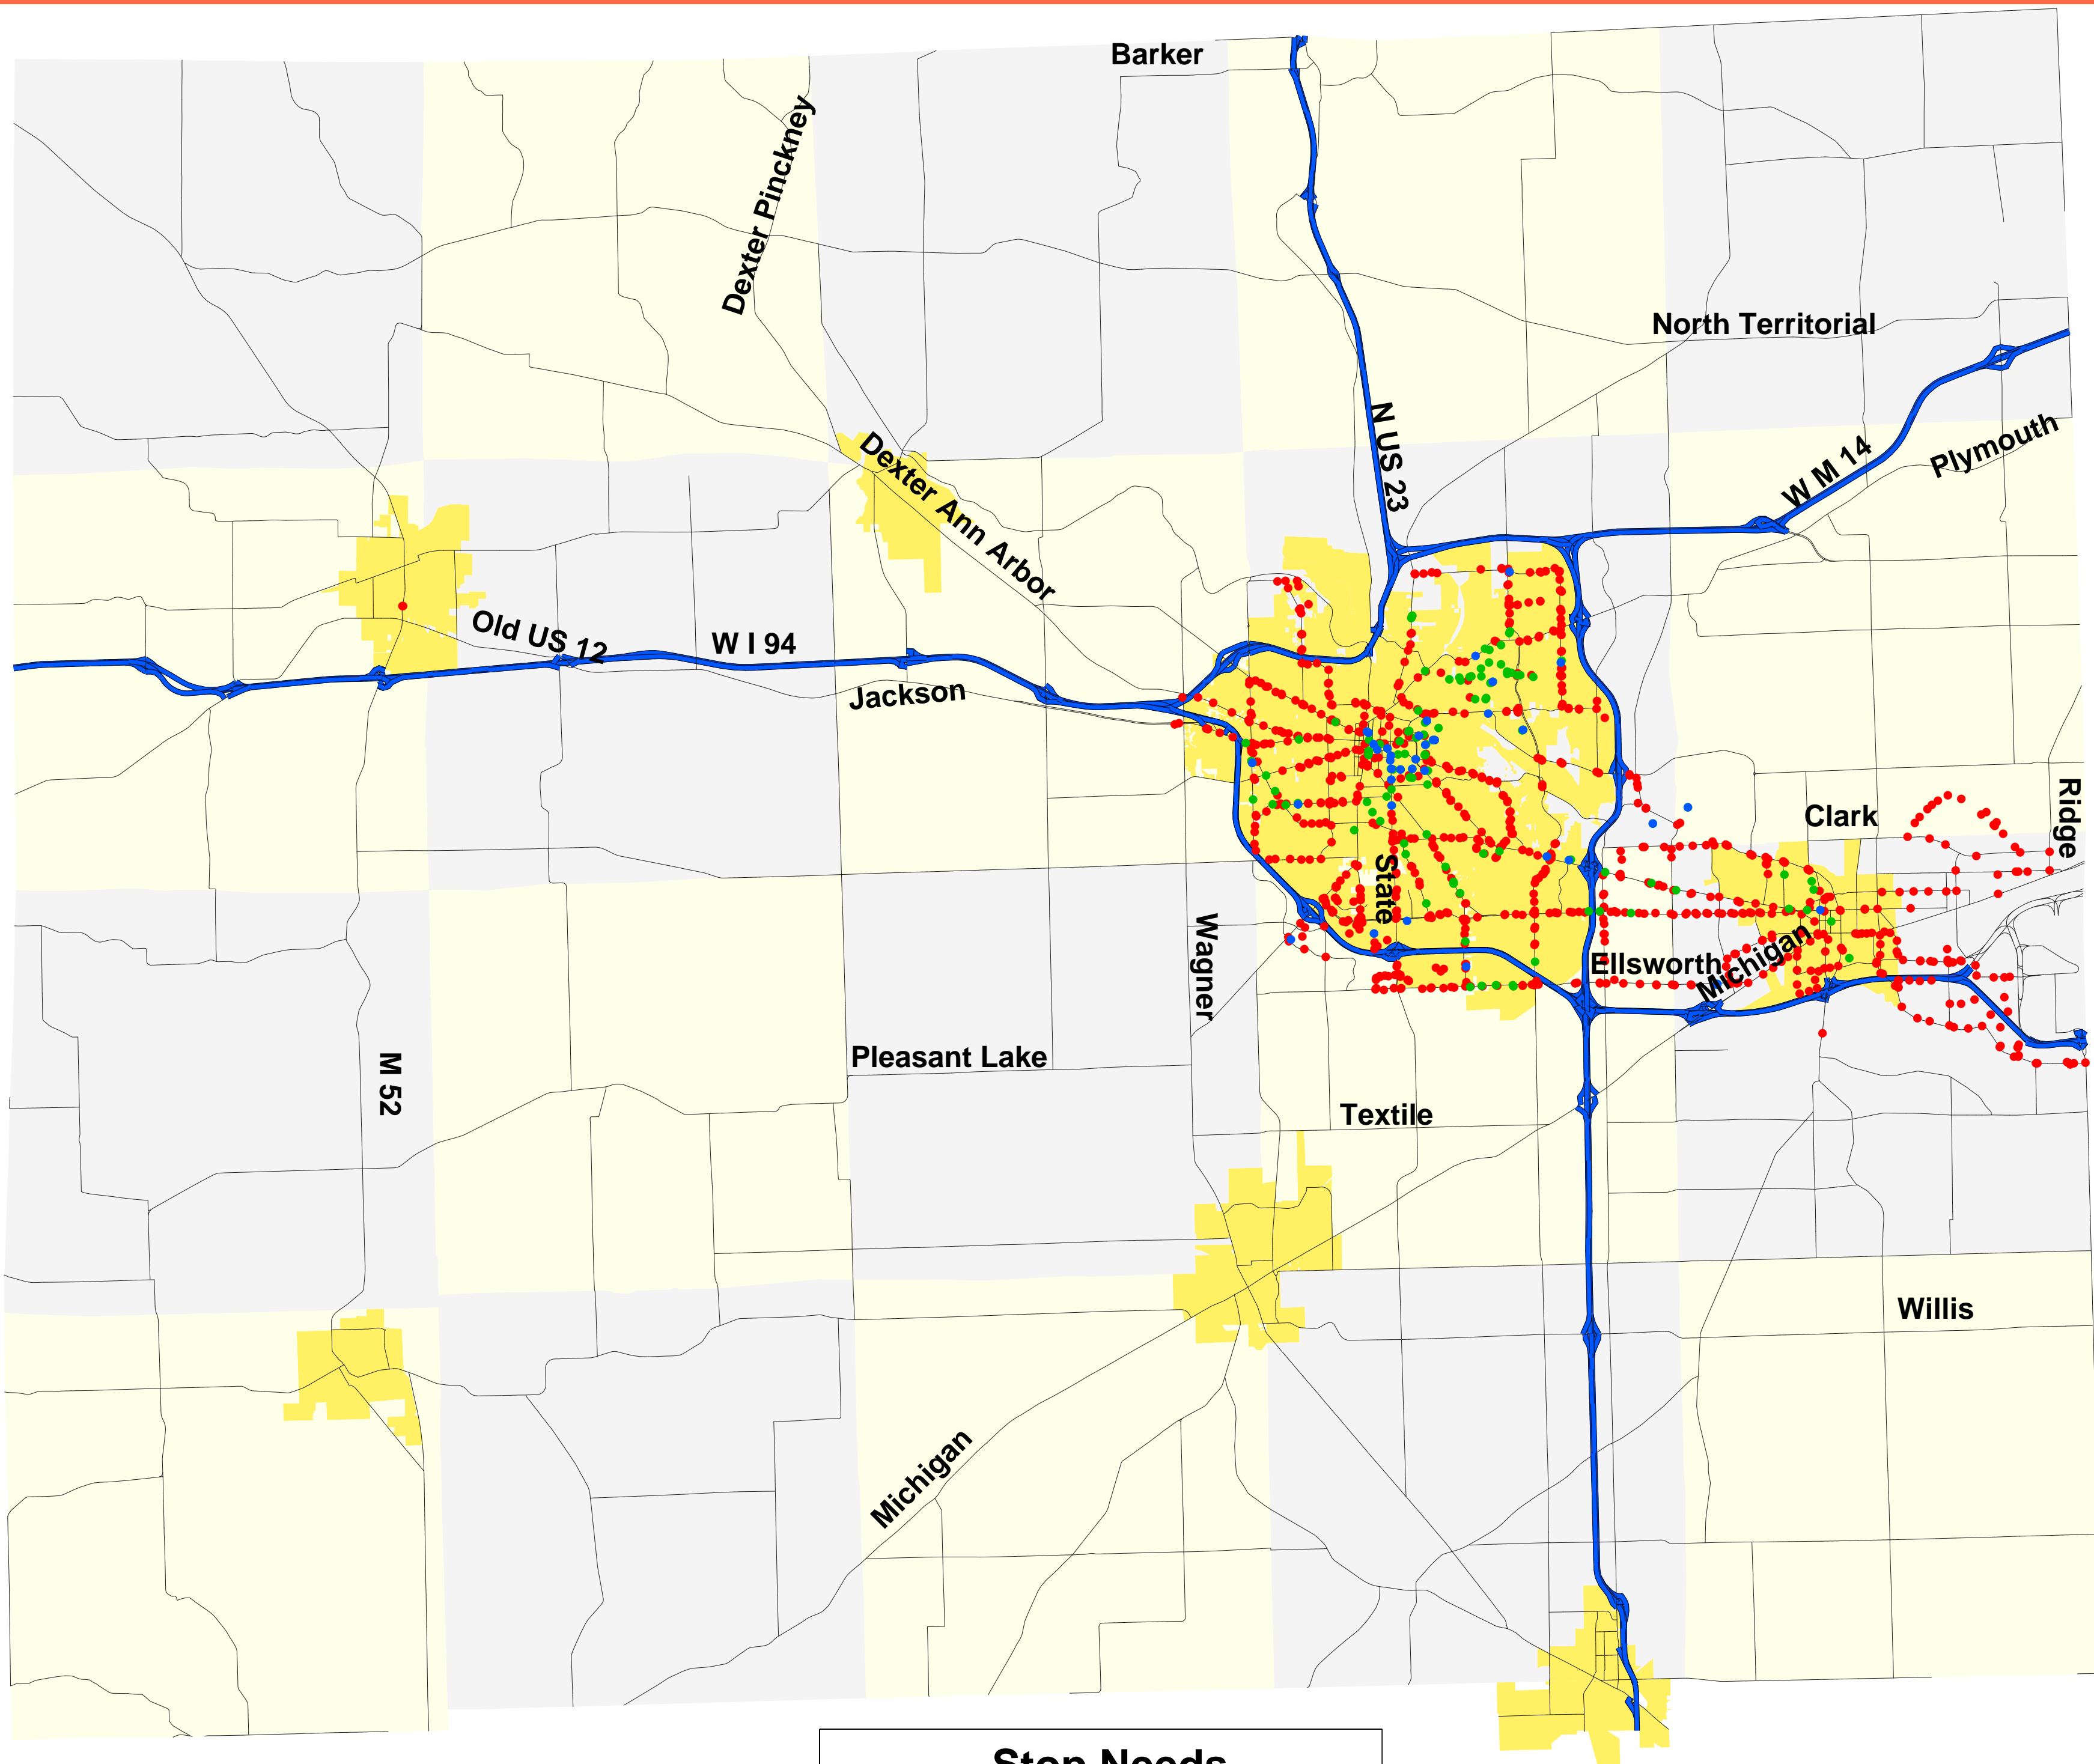 Barker
Dexter Pinckney
North Territorial
N US 23
W M 14
Plymouth
Dexter Ann Arbor
Old US 12
W I 94
Jackson
Ridge
Clark
State
Wagner
Ellsworth
Michigan
Pleasant Lake
M 52
Textile
Willis
Michigan
Stop Needs